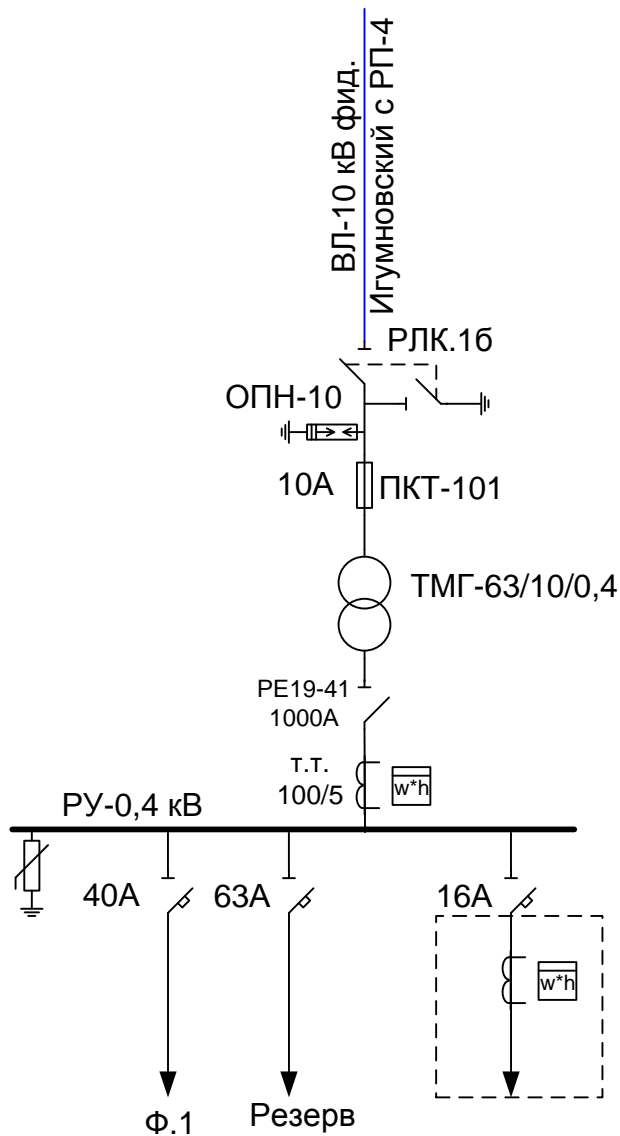 ВЛ-10 кВ фид.
Игумновский с РП-4
РЛК.1б
ОПН-10
10А
ПКТ-101
ТМГ-63/10/0,4
РЕ19-41
1000А
т.т.
100/5
w*h
РУ-0,4 кВ
40А
63А
16А
w*h
Ф.1
Резерв